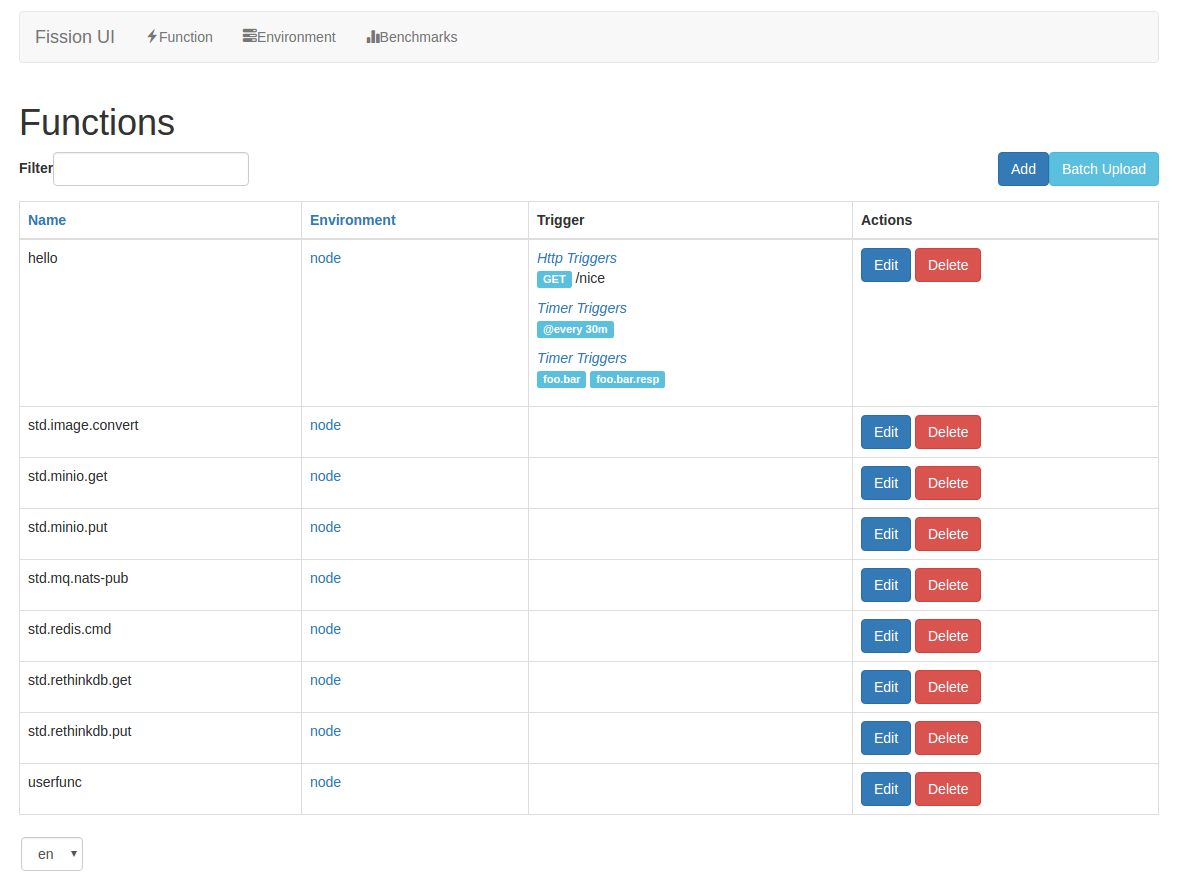 Fission UI Function Environment Benchmarks
Functions
Filter Add Batch Upload
Name Environment Trigger Actions
hello node Http Triggers Edit Delete
GET /nice
Timer Triggers
@every 30m
Timer Triggers
foo.bar foo.bar.resp
std.image.convert node Edit Delete
std.minio.get node Edit Delete
std.minio.put node Edit Delete
std.mq.nats-pub node Edit Delete
std.redis.cmd node Edit Delete
std.rethinkdb.get node Edit Delete
std.rethinkdb.put node Edit Delete
userfunc node Edit Delete
en